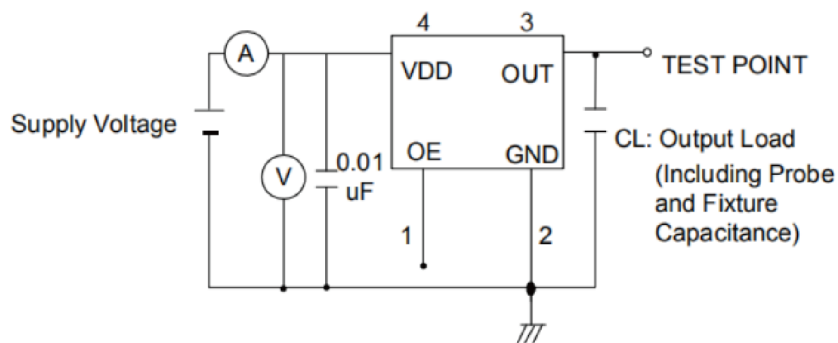 4
3
A
VDD
OUT
TEST POINT
Supply Voltage
OE
GND
CL: Output Load
(Including Probe
and Fixture
Capacitance)
V
0.01
uF
1
2